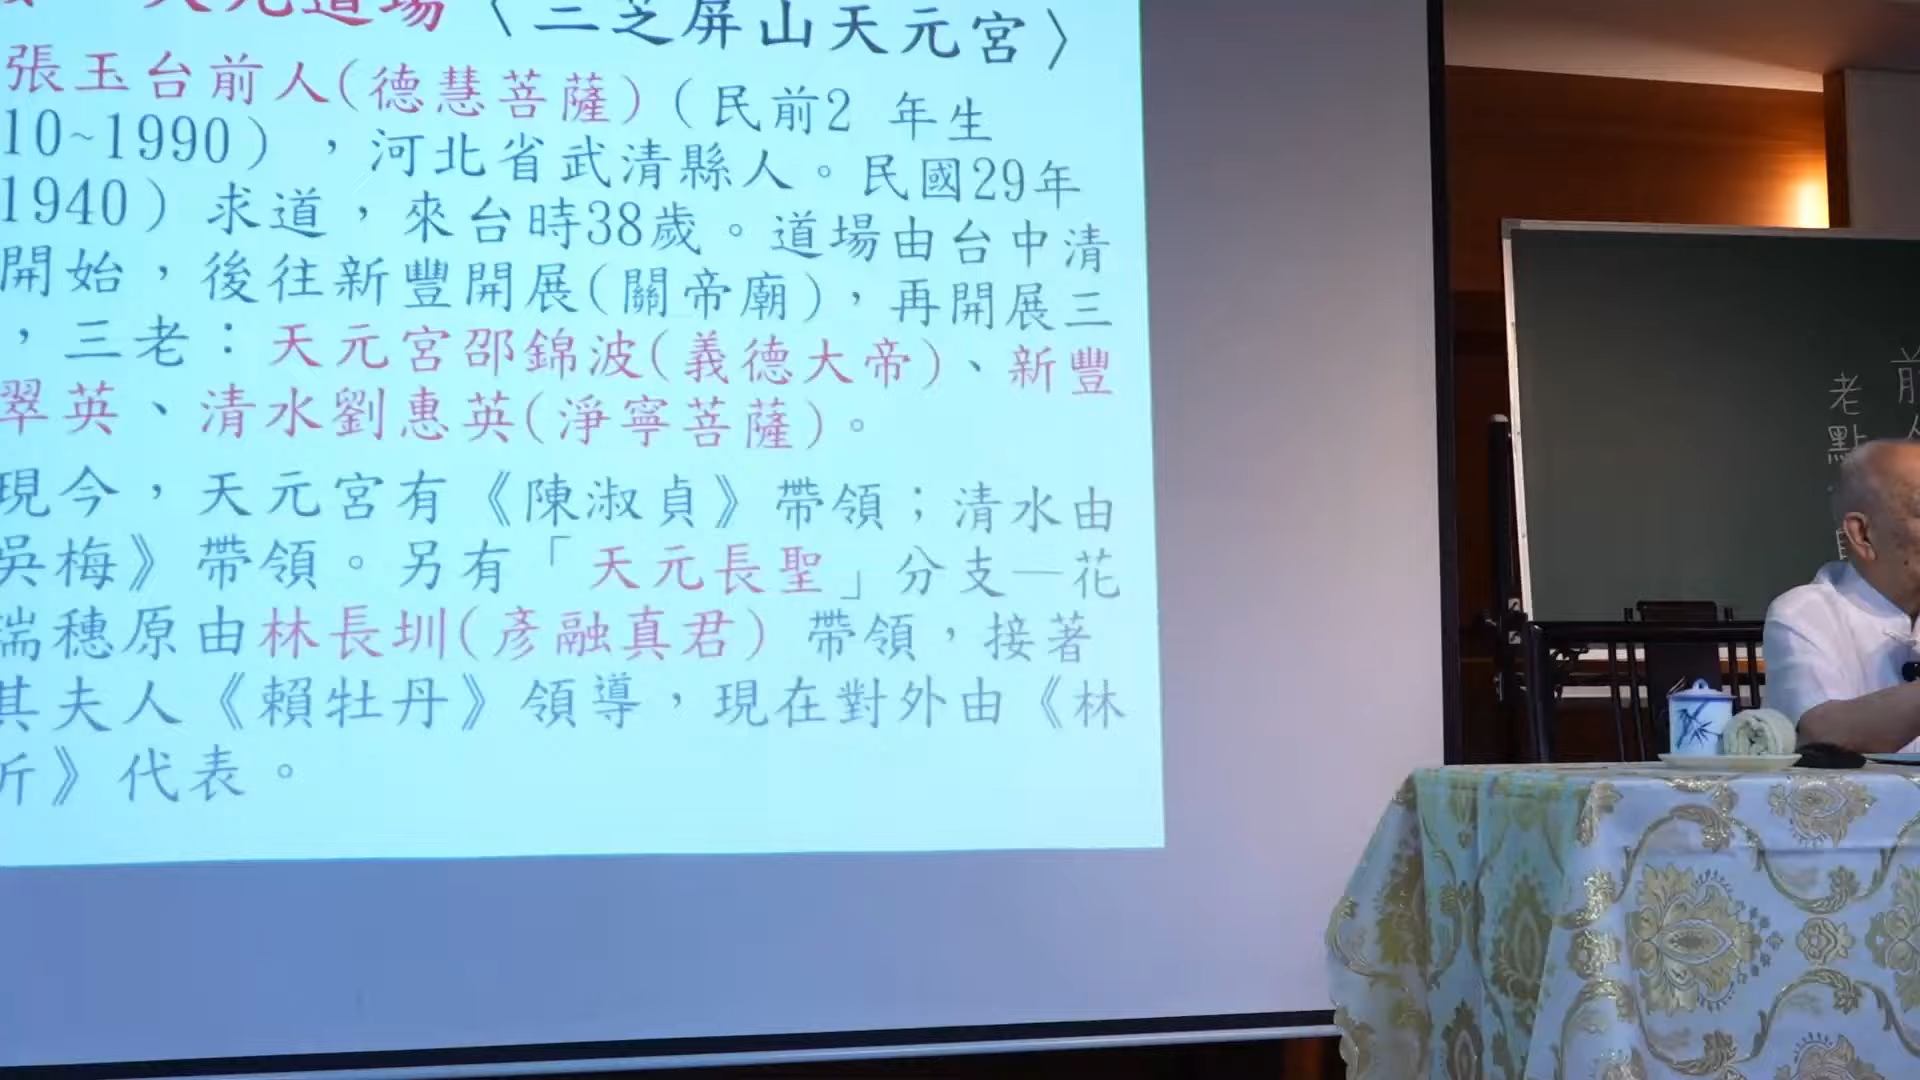 天元道場〈三芝屏山天元宮〉
張玉台前人(德慧菩薩)(民前2 年生
10~1990),河北省武清縣人。民國29年
1940)求道,來台時38歲。道場由台中清
開始,後往新豐開展(關帝廟),再開展三
,三老:天元宮邵錦波(義德大帝)、新豐
翠英、清水劉惠英(淨寧菩薩)。
現今,天元宮有《陳淑貞》帶領;清水由
吳梅》帶領。另有「天元長聖」分支—花
瑞穗原由林長圳(彥融真君) 帶領,接著
其夫人《賴牡丹》領導,現在對外由《林
》代表。
前人
老點